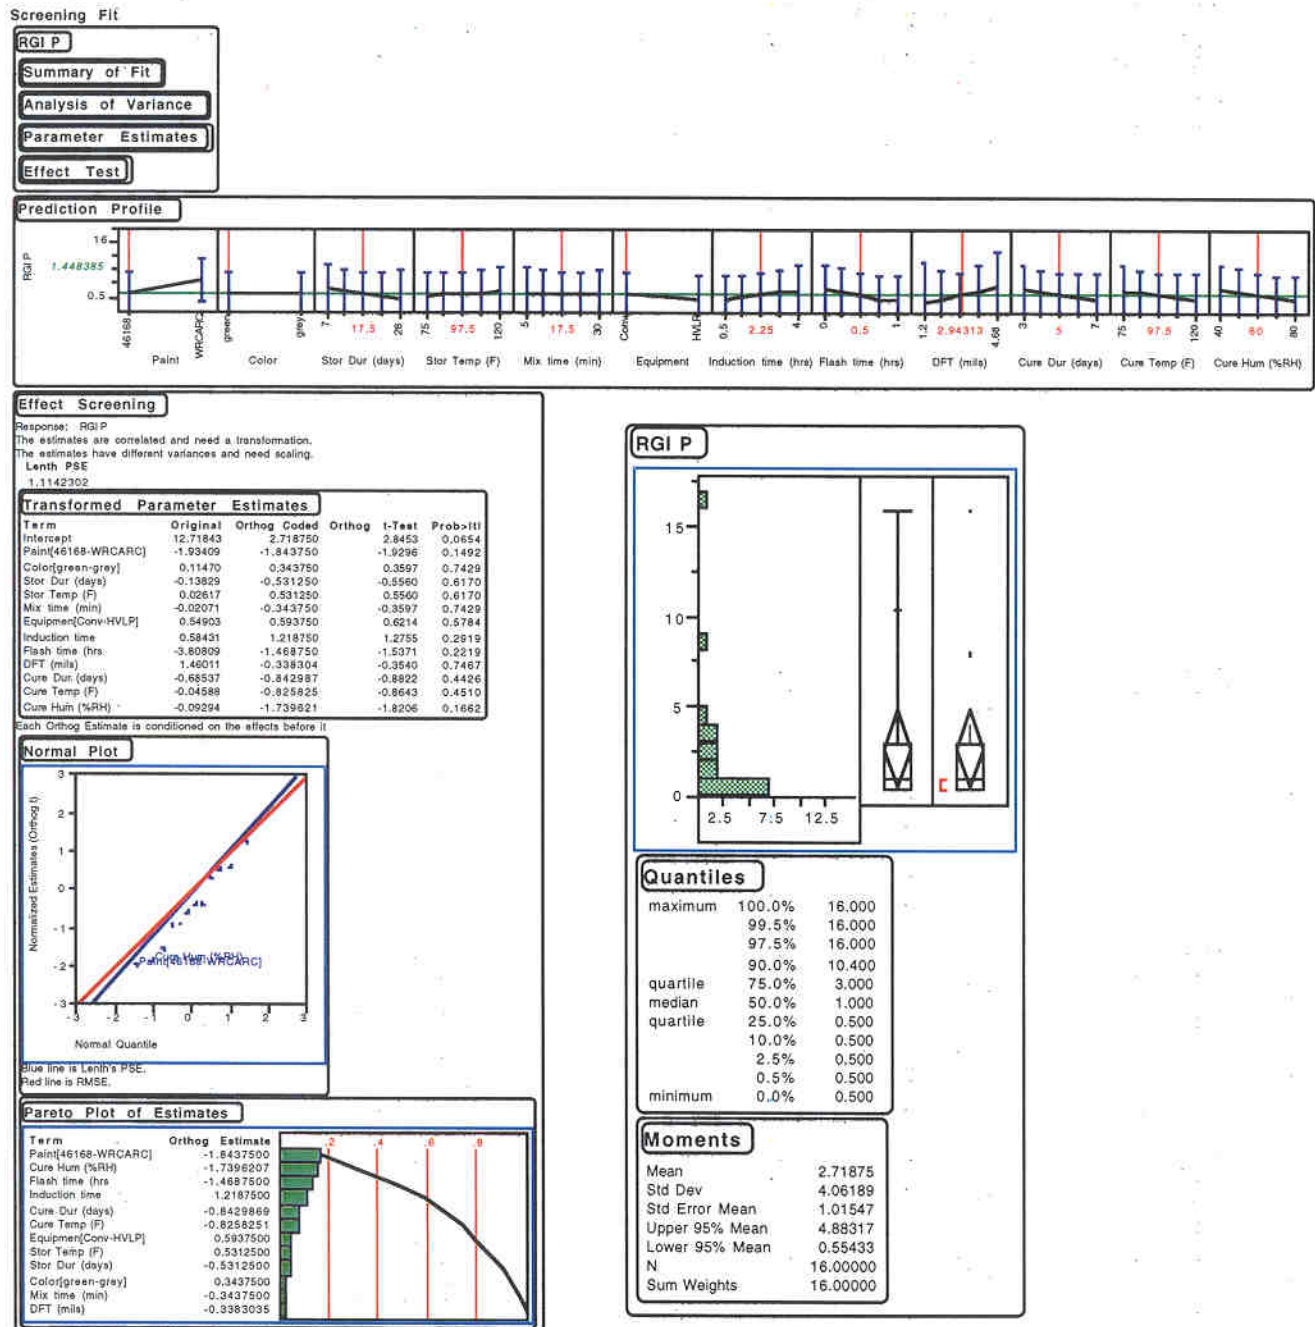 Screening Fit
RGI P
Summary of Fit
Analysis of Variance
Parameter Estimates
Effect Test
Prediction Profile
RGI P
16
1.448385
0.5
46168 WRCARC green grey 7 17.5 28 75 97.5 120 5 17.5 30 Conv HVLP 0.5 2.25 4 0 0.5 1 1.2 2.94313 4.68 3 5 7 75 97.5 120 40 60 80
Paint Color Stor Dur (days) Stor Temp (F) Mix time (min) Equipment Induction time (hrs) Flash time (hrs) DFT (mils) Cure Dur (days) Cure Temp (F) Cure Hum (%RH)
Effect Screening
Response: RGI P
The estimates are correlated and need a transformation.
The estimates have different variances and need scaling.
Lenth PSE
1.1142302
Transformed Parameter Estimates
Term Original Orthog Coded Orthog t-Test Prob>|t|
Intercept 12.71843 2.718750 2.8453 0.0654
Paint[46168-WRCARC] -1.93409 -1.843750 -1.9296 0.1492
Color[green-grey] 0.11470 0.343750 0.3597 0.7429
Stor Dur (days) -0.13829 -0.531250 -0.5560 0.6170
Stor Temp (F) 0.02617 0.531250 0.5560 0.6170
Mix time (min) -0.02071 -0.343750 -0.3597 0.7429
Equipmen[Conv-HVLP] 0.54903 0.593750 0.6214 0.5784
Induction time 0.58431 1.218750 1.2755 0.2919
Flash time (hrs -3.80809 -1.468750 -1.5371 0.2219
DFT (mils) 1.46011 -0.338304 -0.3540 0.7467
Cure Dur (days) -0.68537 -0.842987 -0.8822 0.4426
Cure Temp (F) -0.04588 -0.825825 -0.8643 0.4510
Cure Hum (%RH) -0.09294 -1.739621 -1.8206 0.1662
Each Orthog Estimate is conditioned on the effects before it
Normal Plot
Normalized Estimates (Orthog t)
3
2
1
0
-1
-2
-3
Cure Hum (%RH)
Paint[46168-WRCARC]
-3 -2 -1 0 1 2 3
Normal Quantile
Blue line is Lenth's PSE.
Red line is RMSE.
Pareto Plot of Estimates
Term Orthog Estimate .2 .4 .6 .8
Paint[46168-WRCARC] -1.8437500
Cure Hum (%RH) -1.7396207
Flash time (hrs -1.4687500
Induction time 1.2187500
Cure Dur (days) -0.8429869
Cure Temp (F) -0.8258251
Equipmen[Conv-HVLP] 0.5937500
Stor Temp (F) 0.5312500
Stor Dur (days) -0.5312500
Color[green-grey] 0.3437500
Mix time (min) -0.3437500
DFT (mils) -0.3383035
RGI P
15
10
5
0
2.5 7.5 12.5
Quantiles
maximum 100.0% 16.000
99.5% 16.000
97.5% 16.000
90.0% 10.400
quartile 75.0% 3.000
median 50.0% 1.000
quartile 25.0% 0.500
10.0% 0.500
2.5% 0.500
0.5% 0.500
minimum 0.0% 0.500
Moments
Mean 2.71875
Std Dev 4.06189
Std Error Mean 1.01547
Upper 95% Mean 4.88317
Lower 95% Mean 0.55433
N 16.00000
Sum Weights 16.00000